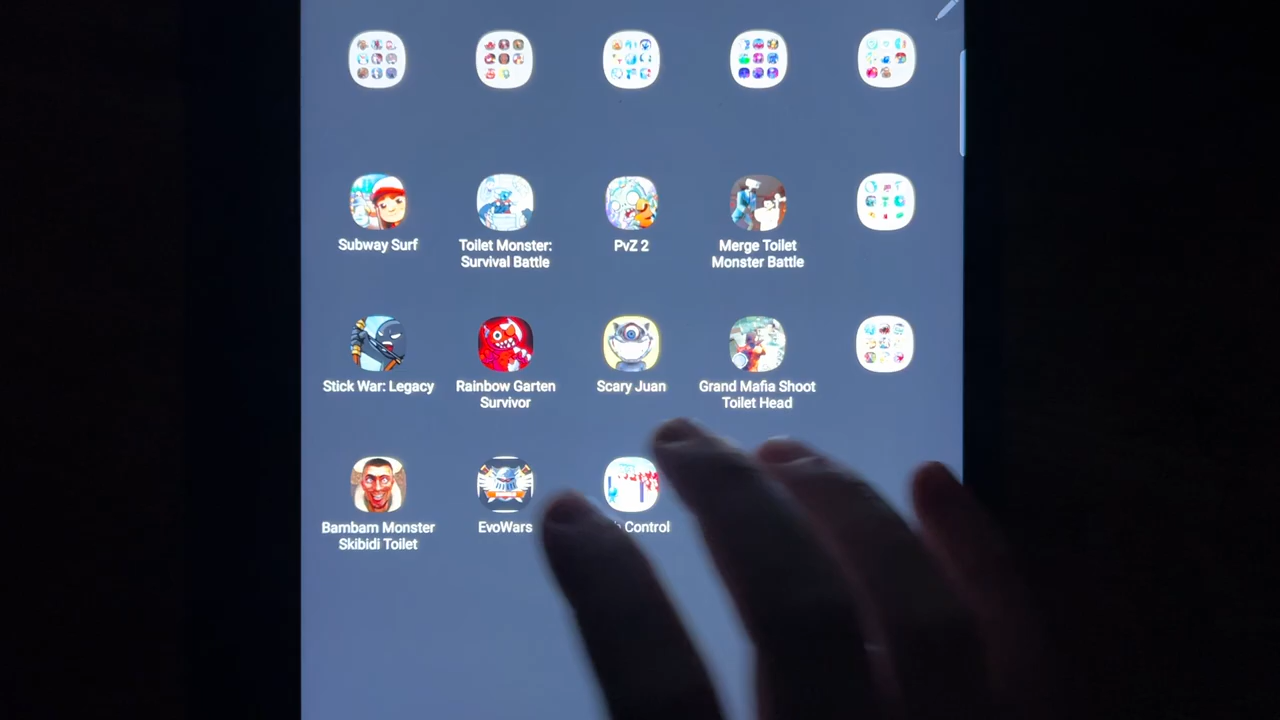 Subway Surf
Toilet Monster:
Survival Battle
PvZ 2
Merge Toilet
Monster Battle
Stick War: Legacy
Rainbow Garten
Survivor
Scary Juan
Grand Mafia Shoot
Toilet Head
Bambam Monster
Skibidi Toilet
EvoWars
Control